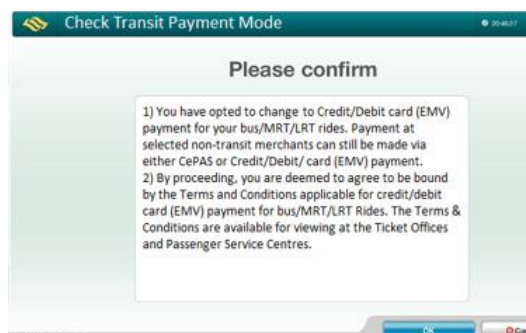 Check Transit Payment Mode
Please confirm
1) You have opted to change to Credit/Debit card (EMV)
payment for your bus/MRT/LRT rides. Payment at
selected non-transit merchants can still be made via
either CePAS or Credit/Debit/ card (EMV) payment.
2) By proceeding, you are deemed to agree to be bound
by the Terms and Conditions applicable for credit/debit
card (EMV) payment for bus/MRT/LRT Rides. The Terms &
Conditions are available for viewing at the Ticket Offices
and Passenger Service Centres.
OK